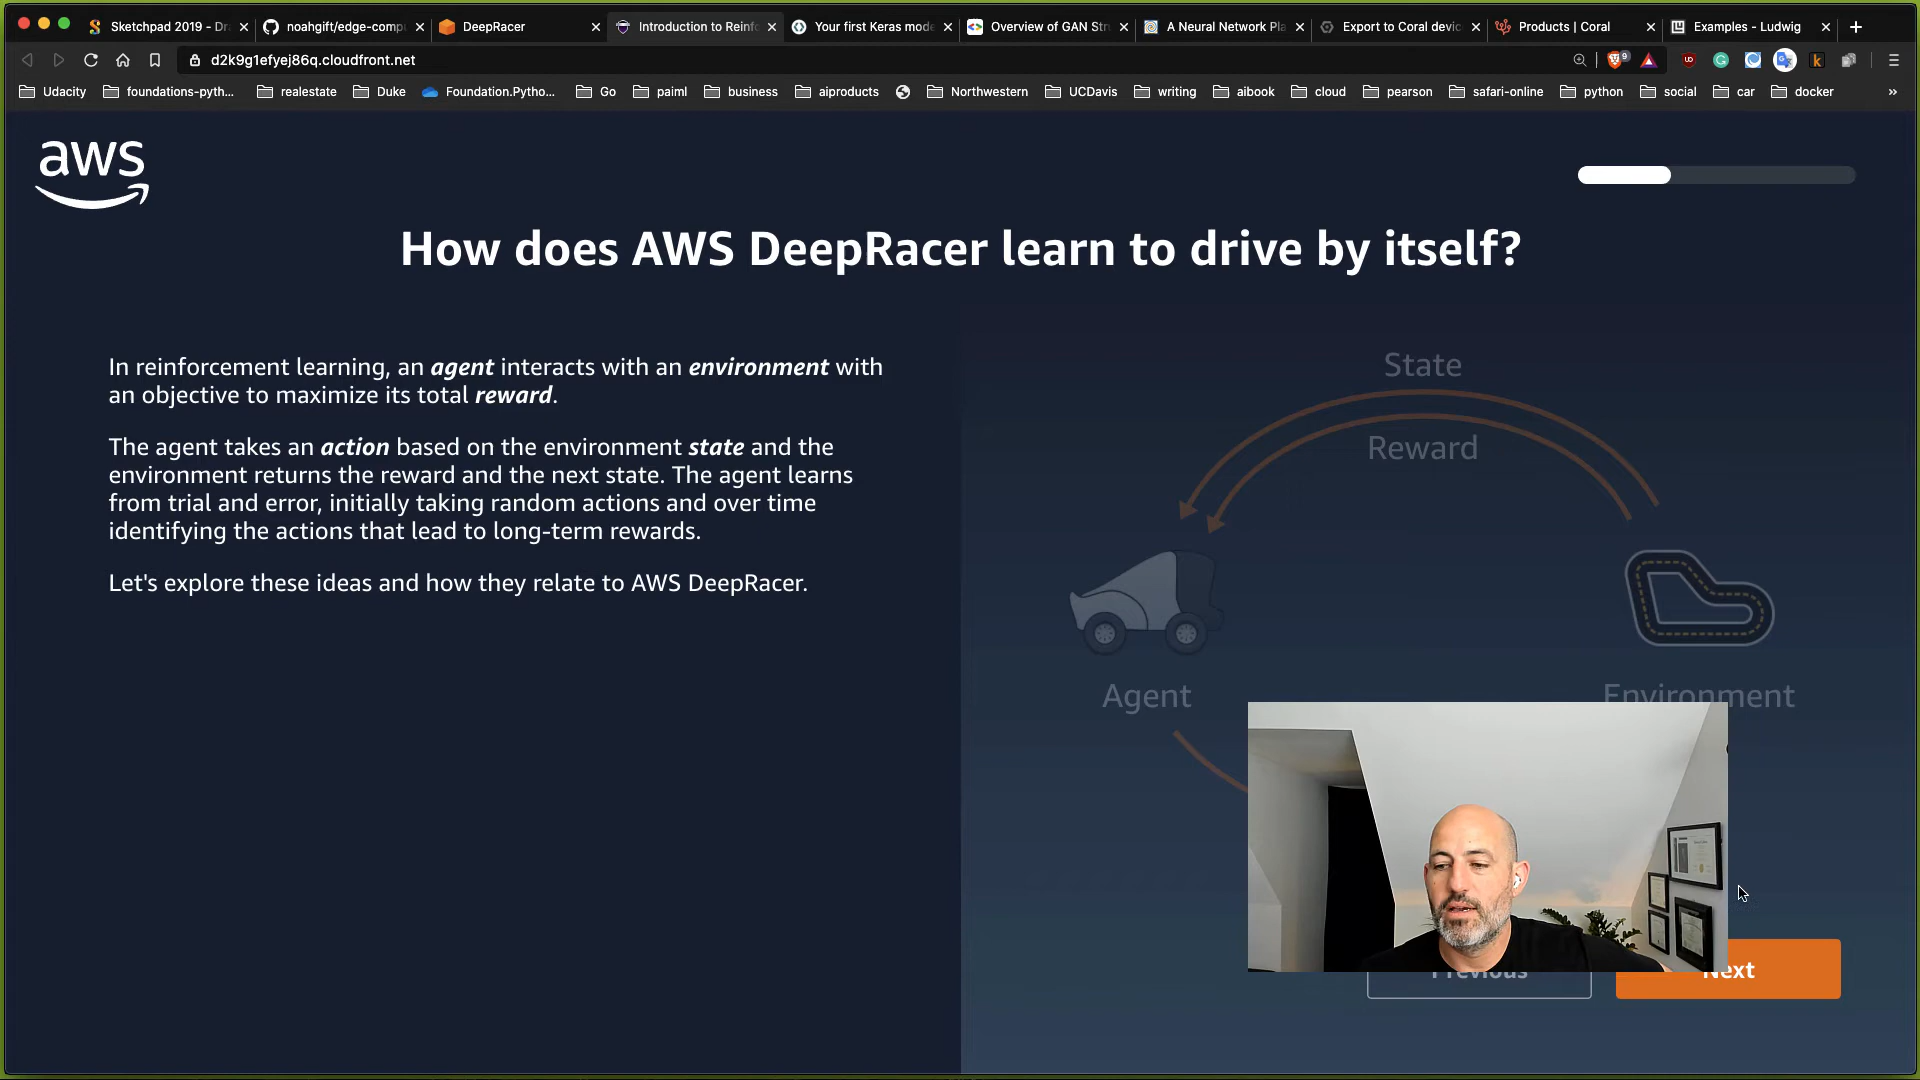 Sketchpad 2019 - Dr
noahgift/edge-comp
DeepRacer
Introduction to Reinfo
Your first Keras mode
Overview of GAN Str
A Neural Network Pla
Export to Coral devic
Products | Coral
Examples - Ludwig
d2k9g1efyej86q.cloudfront.net
9
Udacity
foundations-pyth...
realestate
Duke
Foundation.Pytho...
Go
paiml
business
aiproducts
Northwestern
UCDavis
writing
aibook
cloud
pearson
safari-online
python
social
car
docker
»
aws
How does AWS DeepRacer learn to drive by itself?
In reinforcement learning, an agent interacts with an environment with
an objective to maximize its total reward.
The agent takes an action based on the environment state and the
environment returns the reward and the next state. The agent learns
from trial and error, initially taking random actions and over time
identifying the actions that lead to long-term rewards.
Let's explore these ideas and how they relate to AWS DeepRacer.
State
Reward
Agent
Environment
Previous
Next